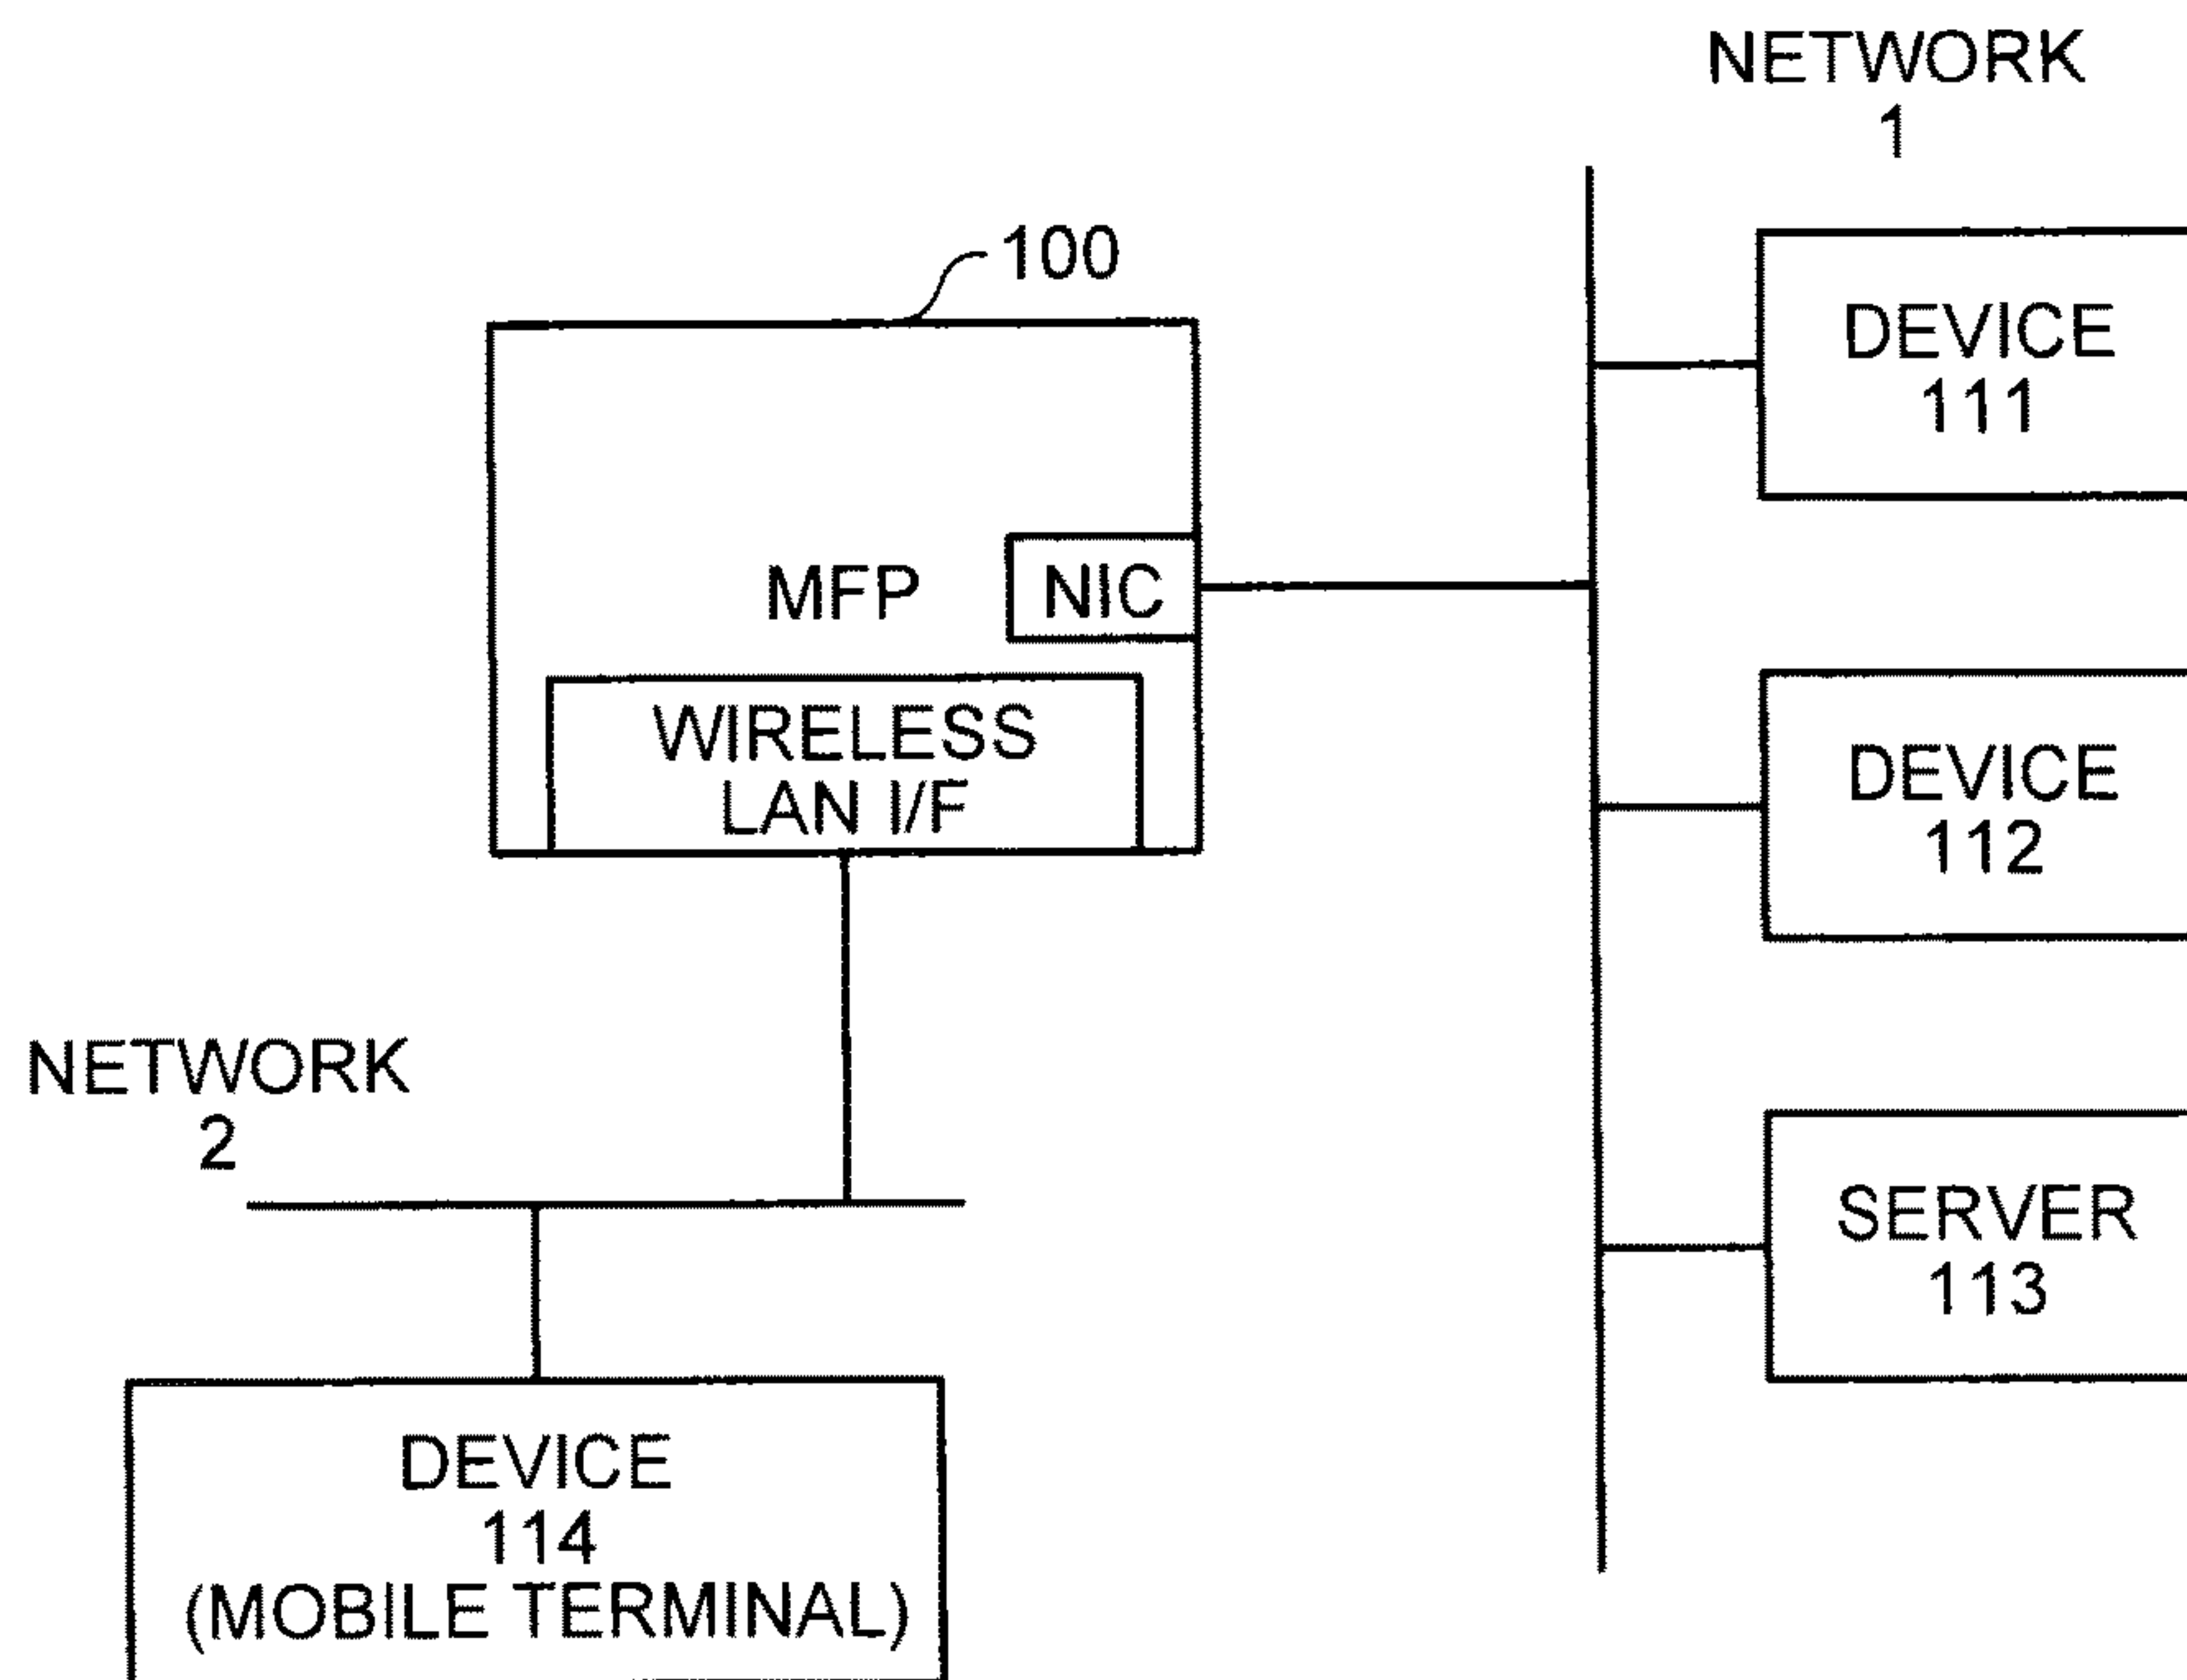 NETWORK
1
100
DEVICE
111
MFP
NIC
WIRELESS
LAN I/F
DEVICE
112
NETWORK
2
SERVER
113
DEVICE
114
(MOBILE TERMINAL)